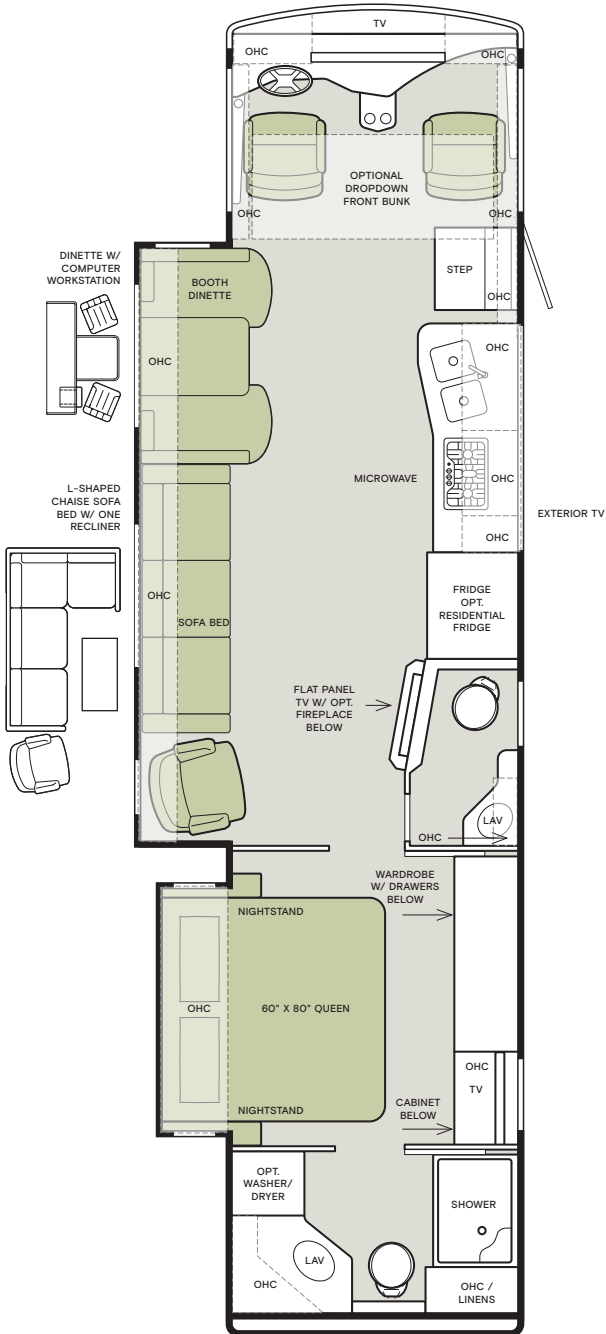 TV
OHC
OHC
OPTIONAL
DROPDOWN
FRONT BUNK
OHC
OHC
DINETTE W/
COMPUTER
WORKSTATION
BOOTH
DINETTE
STEP
OHC
OHC
OHC
L-SHAPED
CHAISE SOFA
BED W/ ONE
RECLINER
MICROWAVE
OHC
EXTERIOR TV
OHC
OHC
SOFA BED
FRIDGE
OPT.
RESIDENTIAL
FRIDGE
FLAT PANEL
TV W/ OPT.
FIREPLACE
BELOW
LAV
OHC
WARDROBE
W/ DRAWERS
BELOW
NIGHTSTAND
OHC
60" X 80" QUEEN
OHC
TV
NIGHTSTAND
CABINET
BELOW
OPT.
WASHER/
DRYER
SHOWER
LAV
OHC
OHC /
LINENS